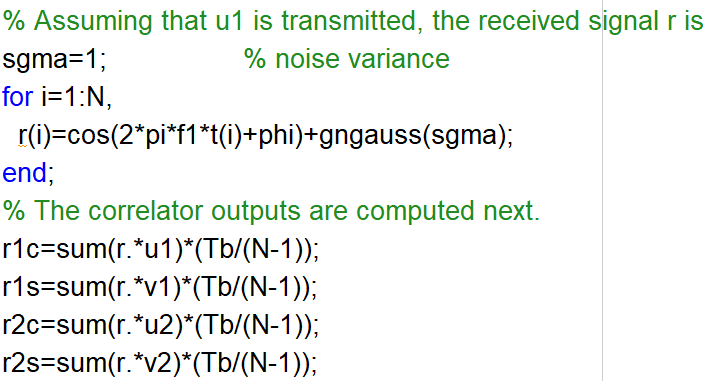 % Assuming that u1 is transmitted, the received signal r is
sgma=1; % noise variance
for i=1:N,
r(i)=cos(2*pi*f1*t(i)+phi)+gngauss(sgma);
end;
% The correlator outputs are computed next.
r1c=sum(r.*u1)*(Tb/(N-1));
r1s=sum(r.*v1)*(Tb/(N-1));
r2c=sum(r.*u2)*(Tb/(N-1));
r2s=sum(r.*v2)*(Tb/(N-1));